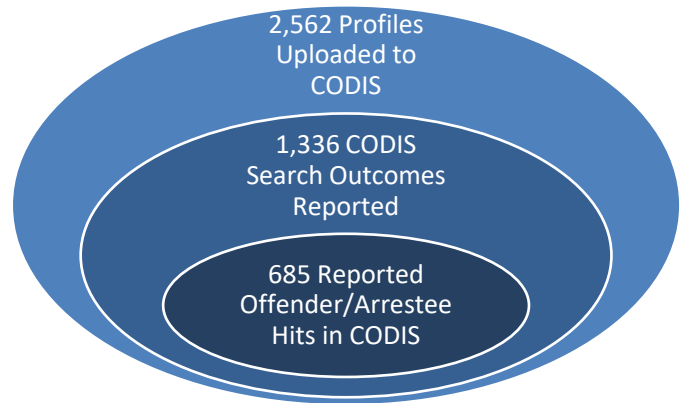 2,562 Profiles
Uploaded to
CODIS
1,336 CODIS
Search Outcomes
Reported
685 Reported
Offender/Arrestee
Hits in CODIS